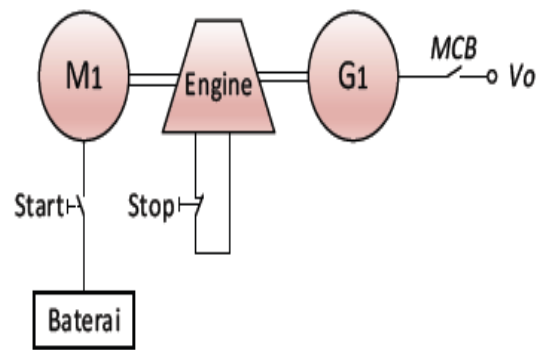 M1
Engine
G1
MCB
Vo
Start
Stop
Baterai